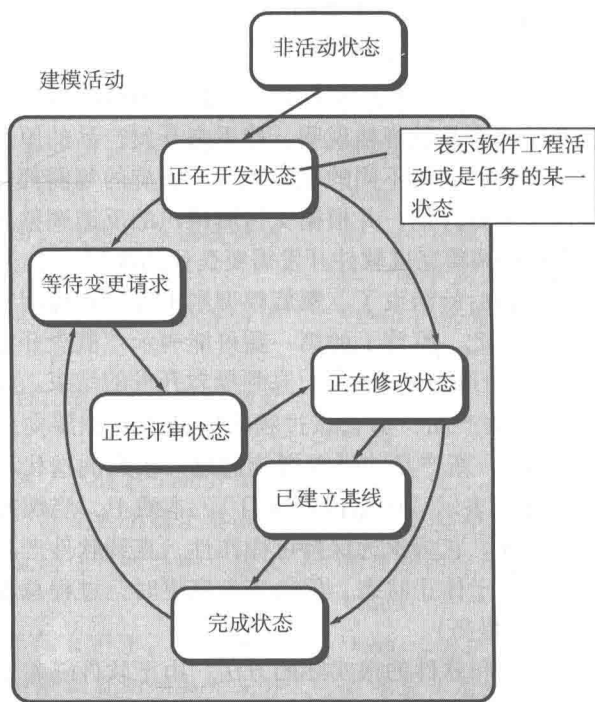 非活动状态
建模活动
正在开发状态
表示软件工程活
动或是任务的某一
状态
等待变更请求
正在修改状态
正在评审状态
已建立基线
完成状态